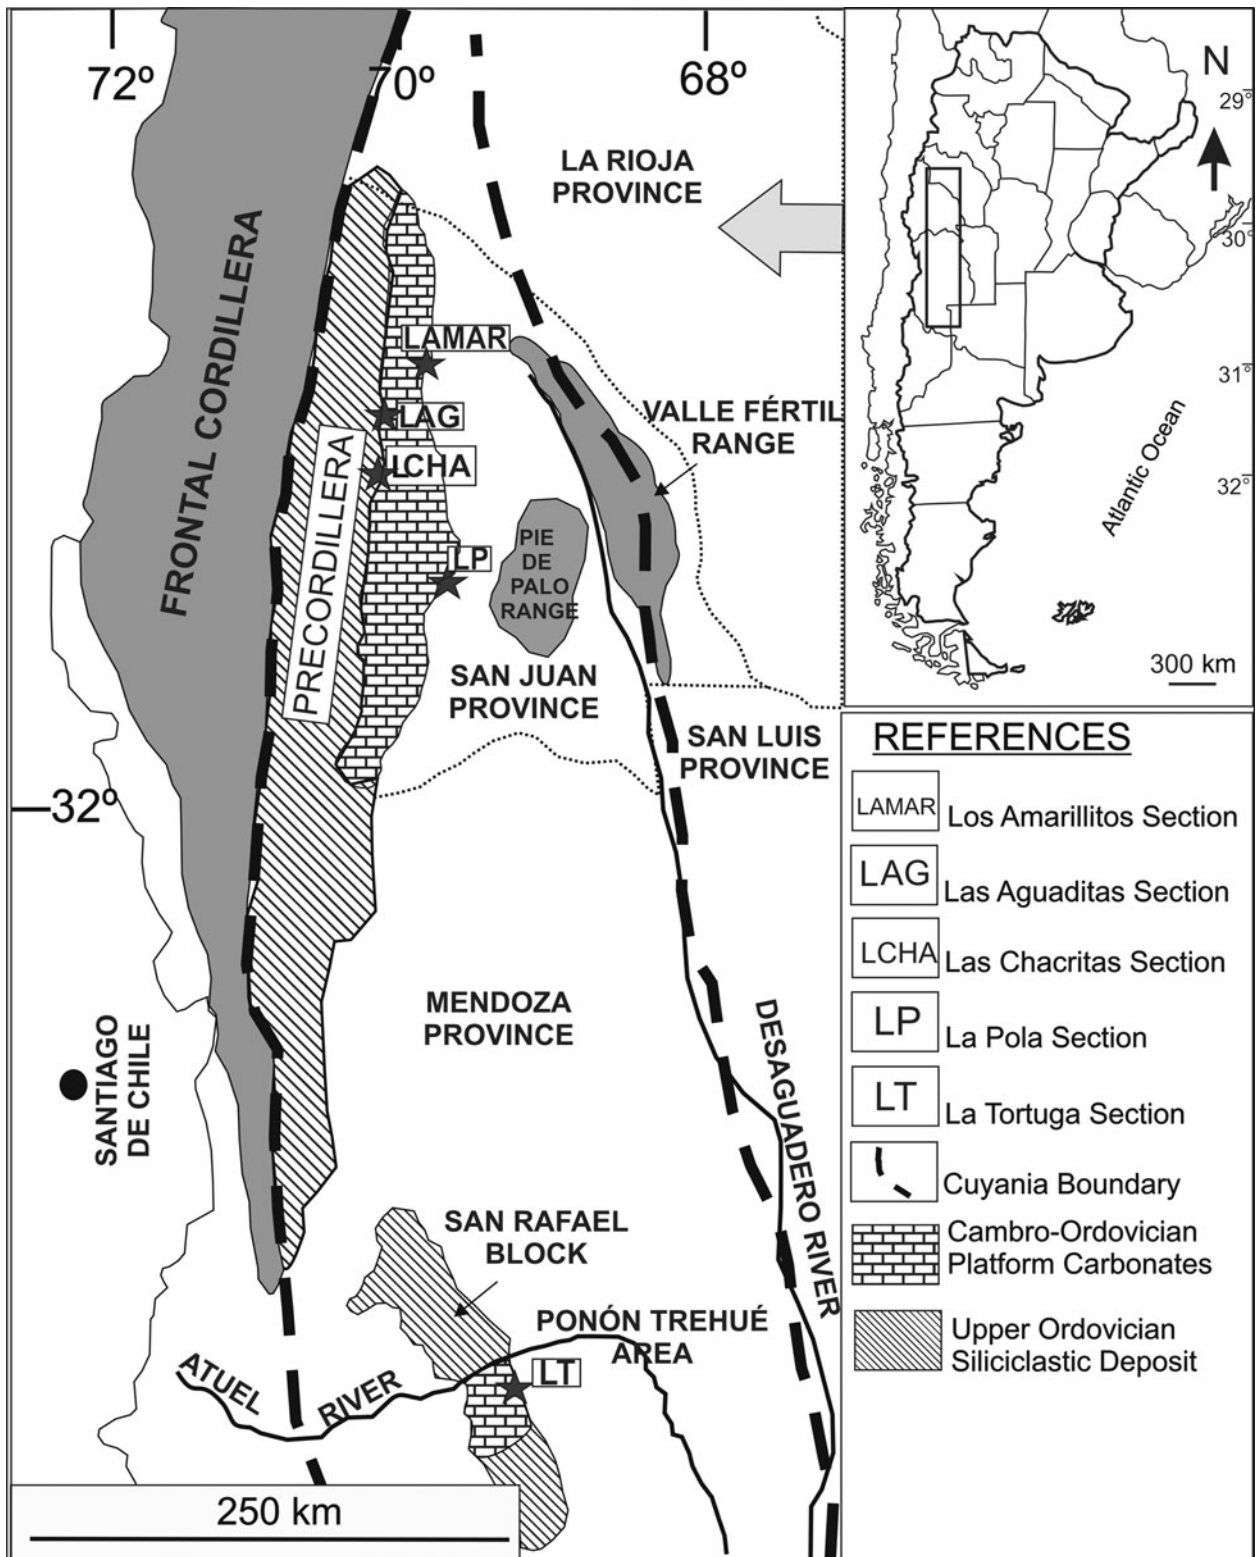 72º
70º
68º
LA RIOJA
PROVINCE
FRONTAL CORDILLERA
LAMAR
LAG
LCHA
PRECORDILLERA
LP
VALLE FÉRTIL
RANGE
PIE
DE
PALO
RANGE
SAN JUAN
PROVINCE
SAN LUIS
PROVINCE
32º
MENDOZA
PROVINCE
SANTIAGO
DE CHILE
DESAGUADERO RIVER
SAN RAFAEL
BLOCK
PONÓN TREHUÉ
AREA
LT
ATUEL
RIVER
250 km
N
29°
30°
31°
32°
Atlantic Ocean
300 km
REFERENCES
LAMAR Los Amarillitos Section
LAG Las Aguaditas Section
LCHA Las Chacritas Section
LP La Pola Section
LT La Tortuga Section
Cuyania Boundary
Cambro-Ordovician
Platform Carbonates
Upper Ordovician
Siliciclastic Deposit